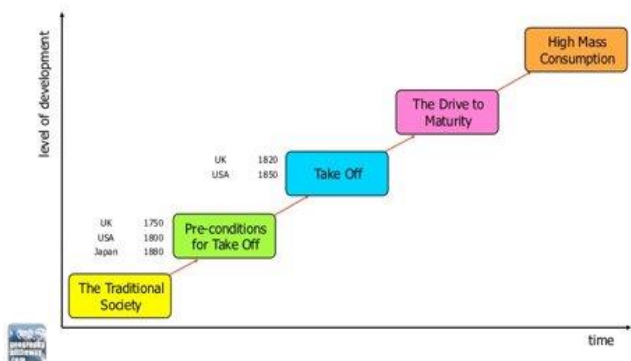 level of development
High Mass
Consumption
The Drive to
Maturity
UK 1820
USA 1850
Take Off
UK 1750
USA 1800
Japan 1880
Pre-conditions
for Take Off
The Traditional
Society
time